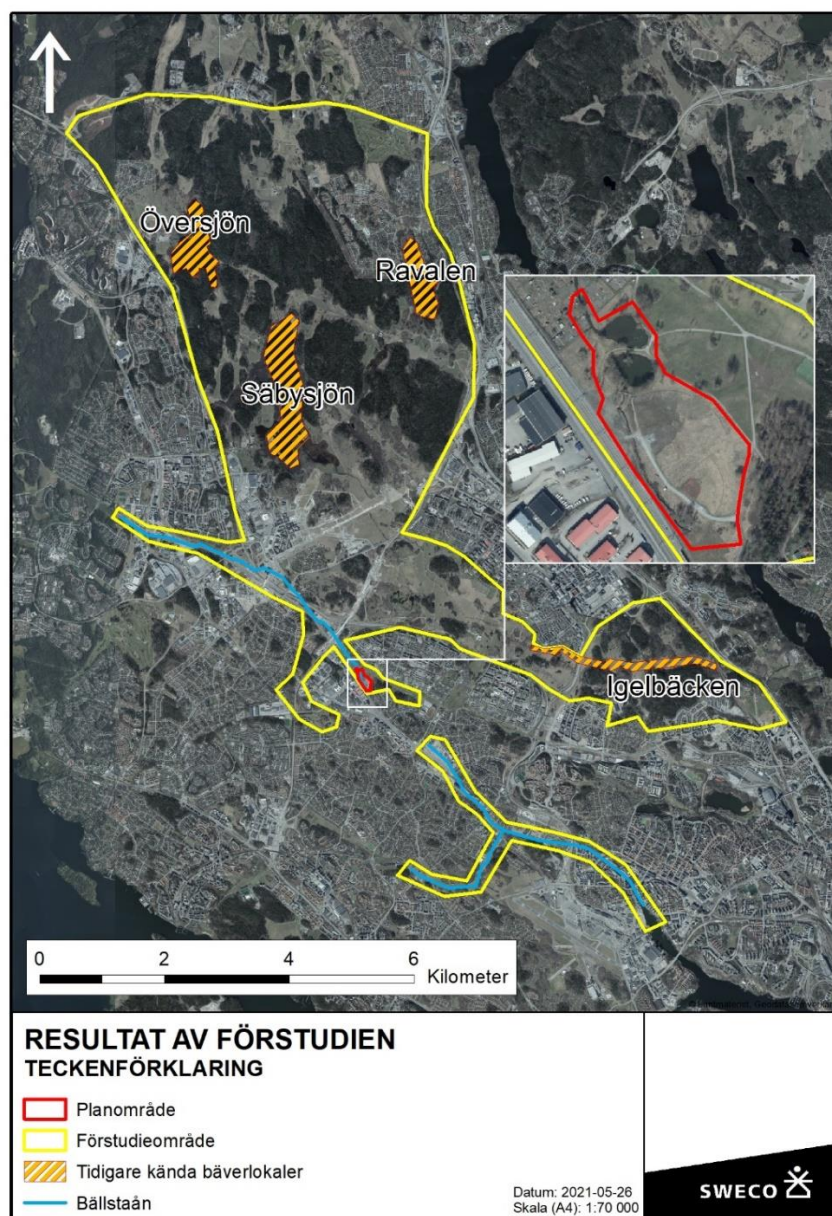 Översjön
Ravalen
Säbysjön
Igelbäcken
0 2 4 6
Kilometer
RESULTAT AV FÖRSTUDIEN
TECKENFÖRKLARING
Planområde
Förstudieområde
Tidigare kända bäverlokaler
Bällstaån
Datum: 2021-05-26
Skala (A4): 1:70 000
SWECO